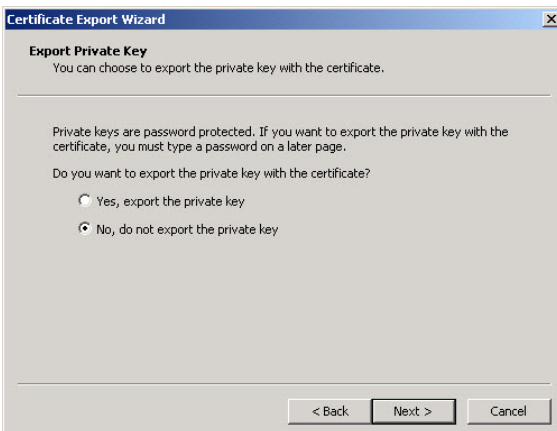 Certificate Export Wizard
Export Private Key
You can choose to export the private key with the certificate.
Private keys are password protected. If you want to export the private key with the
certificate, you must type a password on a later page.
Do you want to export the private key with the certificate?
Yes, export the private key
No, do not export the private key
< Back Next > Cancel